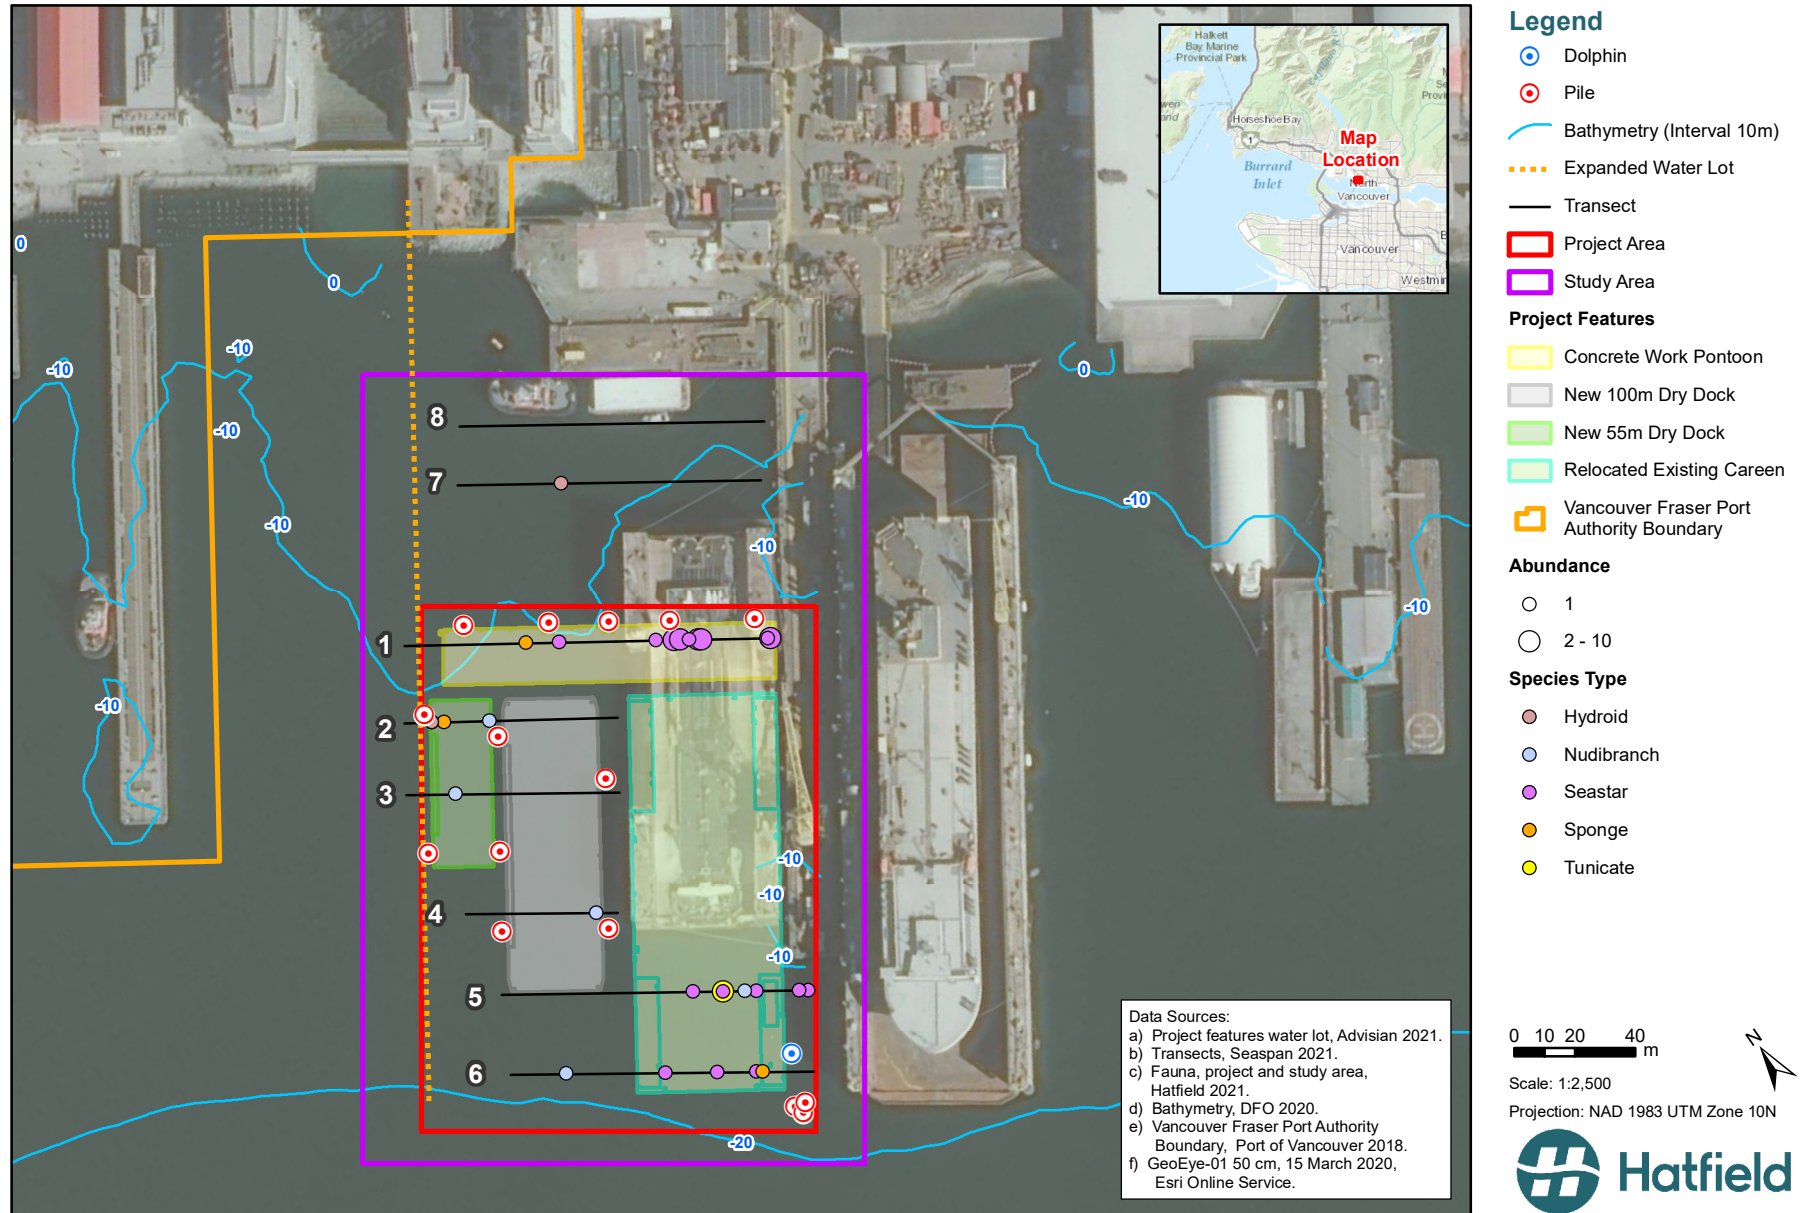 Halkett
Bay Marine
Provincial Park
Horseshoe Bay
1
Burrard
Inlet
Map
Location
North
Vancouver
Vancouver
Westmin
0
0
-10
-10
-10
-10
-10
-10
-10
-10
-10
-10
-10
-10
0
-20
8
7
1
2
3
4
5
6
Data Sources:
a) Project features water lot, Advisian 2021.
b) Transects, Seaspan 2021.
c) Fauna, project and study area,
Hatfield 2021.
d) Bathymetry, DFO 2020.
e) Vancouver Fraser Port Authority
Boundary, Port of Vancouver 2018.
f) GeoEye-01 50 cm, 15 March 2020,
Esri Online Service.
Legend
Dolphin
Pile
Bathymetry (Interval 10m)
Expanded Water Lot
Transect
Project Area
Study Area
Project Features
Concrete Work Pontoon
New 100m Dry Dock
New 55m Dry Dock
Relocated Existing Careen
Vancouver Fraser Port
Authority Boundary
Abundance
1
2 - 10
Species Type
Hydroid
Nudibranch
Seastar
Sponge
Tunicate
0 10 20 40
m
N
Scale: 1:2,500
Projection: NAD 1983 UTM Zone 10N
Hatfield